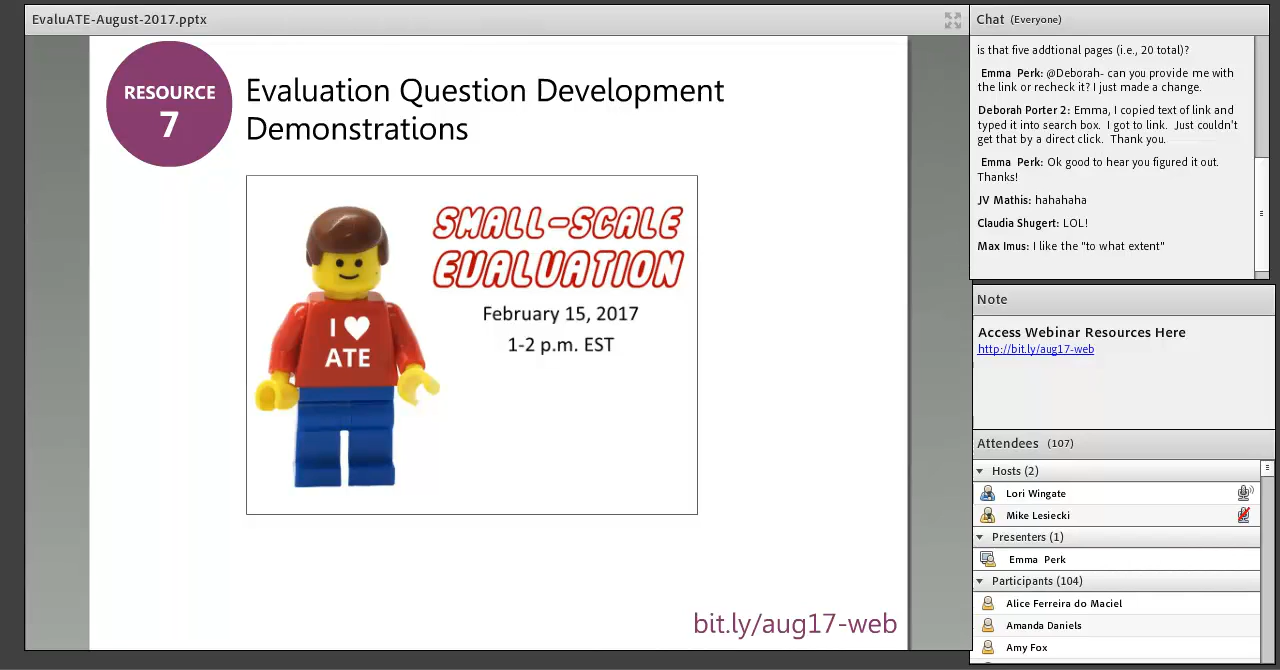 EvaluATE-August-2017.pptx
RESOURCE
7
Evaluation Question Development
Demonstrations
SMALL-SCALE
EVALUATION
February 15, 2017
1-2 p.m. EST
I ♥
ATE
bit.ly/aug17-web
Chat (Everyone)
is that five addtional pages (i.e., 20 total)?
Emma Perk: @Deborah- can you provide me with
the link or recheck it? I just made a change.
Deborah Porter 2: Emma, I copied text of link and
typed it into search box. I got to link. Just couldn't
get that by a direct click. Thank you.
Emma Perk: Ok good to hear you figured it out.
Thanks!
JV Mathis: hahahaha
Claudia Shugert: LOL!
Max Imus: I like the "to what extent"
Note
Access Webinar Resources Here
http://bit.ly/aug17-web
Attendees (107)
Hosts (2)
Lori Wingate
Mike Lesiecki
Presenters (1)
Emma Perk
Participants (104)
Alice Ferreira do Maciel
Amanda Daniels
Amy Fox